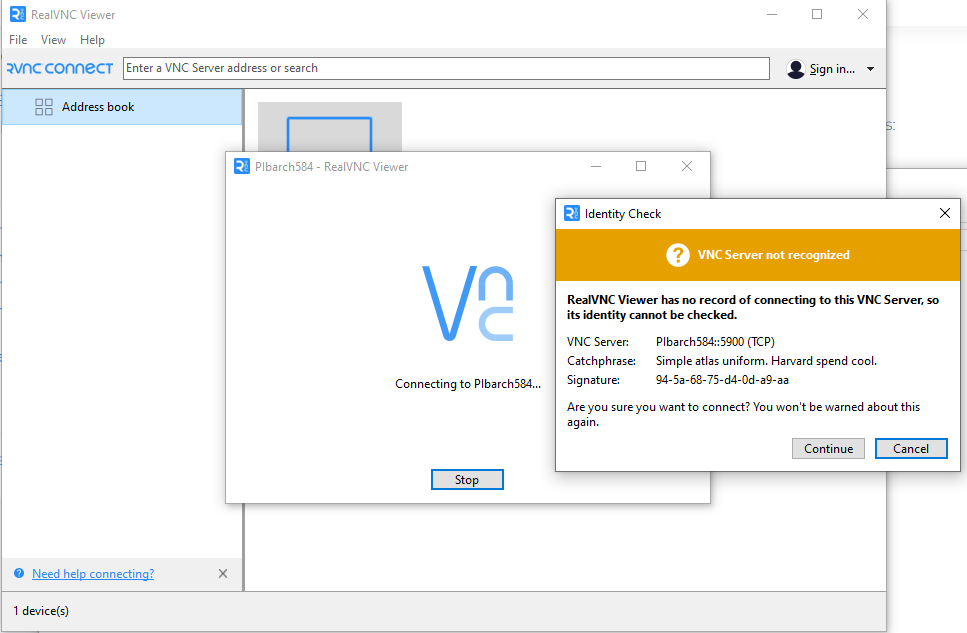 RealVNC Viewer
File View Help
RVNC CONNECT
Enter a VNC Server address or search
Sign in...
Address book
s:
PIbarch584 - RealVNC Viewer
Identity Check
? VNC Server not recognized
RealVNC Viewer has no record of connecting to this VNC Server, so
its identity cannot be checked.
VNC Server: PIbarch584::5900 (TCP)
Catchphrase: Simple atlas uniform. Harvard spend cool.
Signature: 94-5a-68-75-d4-0d-a9-aa
Are you sure you want to connect? You won't be warned about this
again.
Continue Cancel
Connecting to PIbarch584...
Stop
? Need help connecting?
1 device(s)